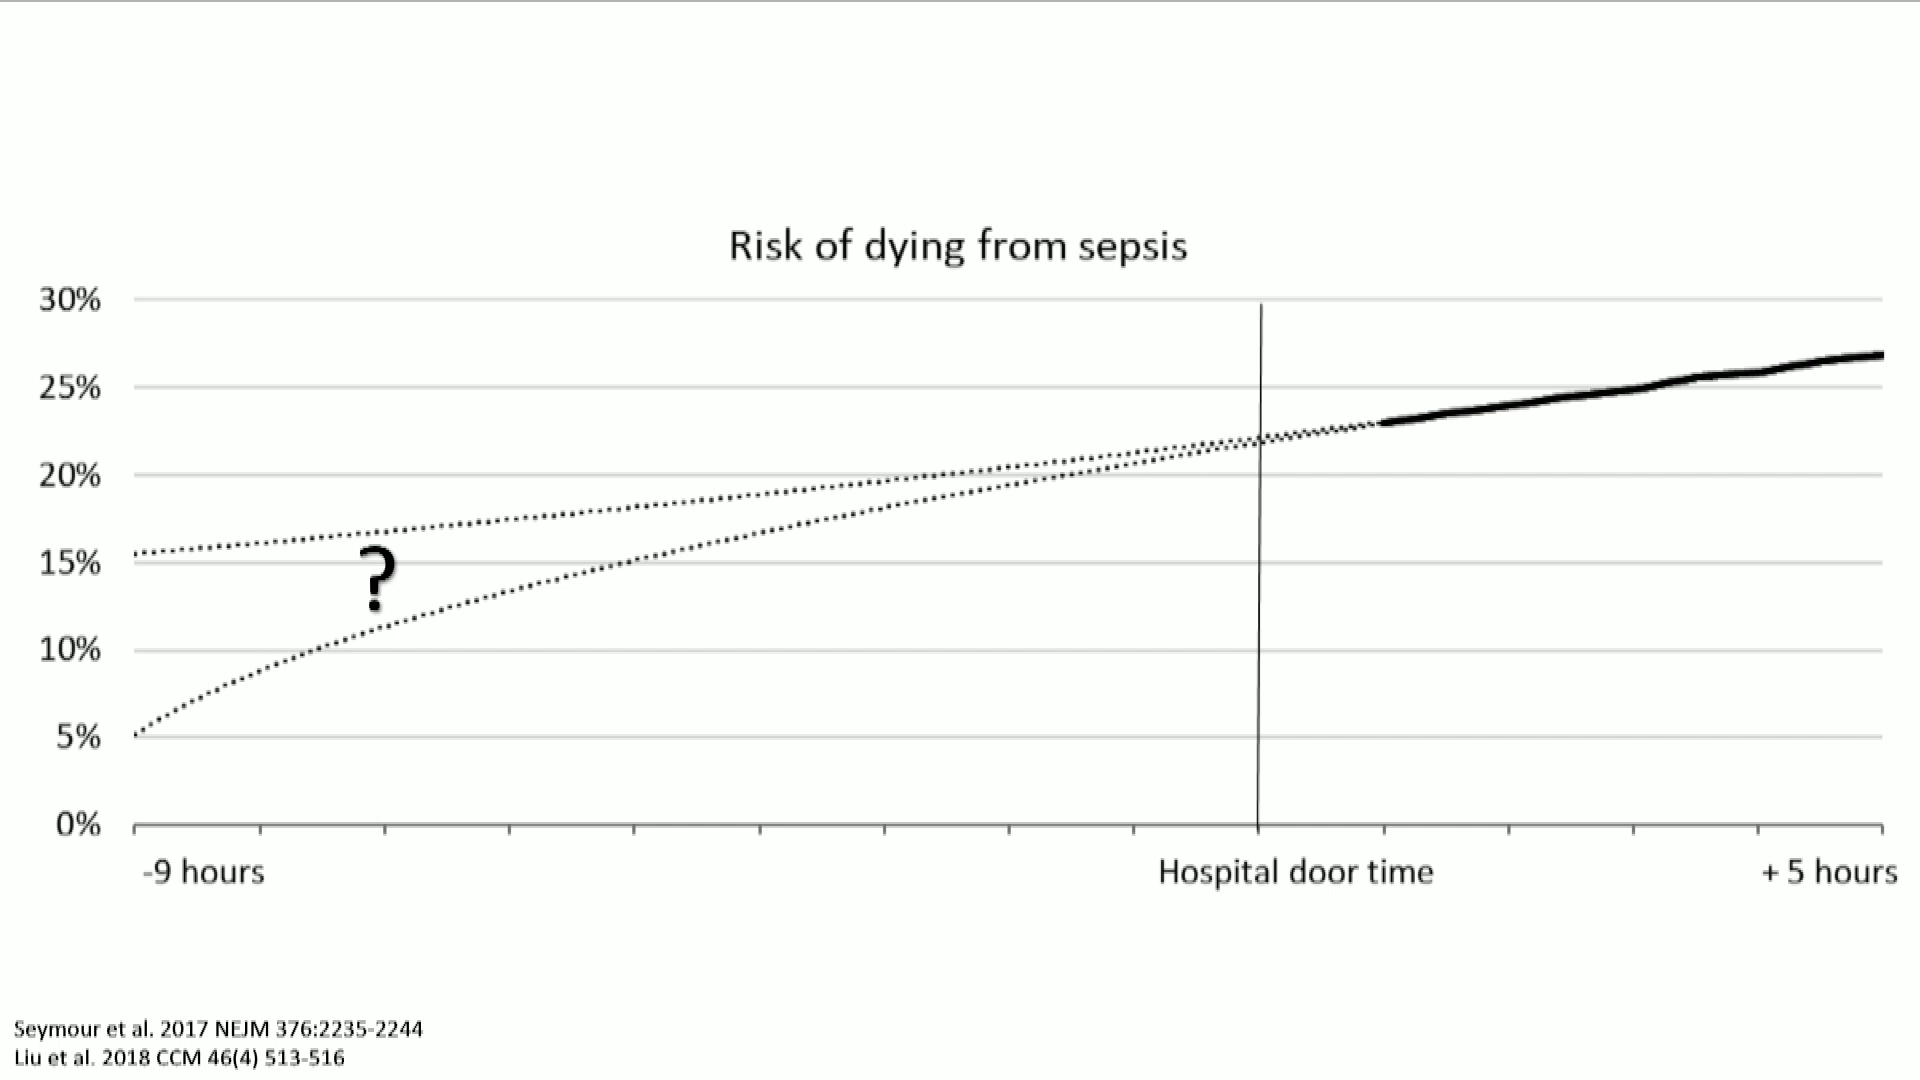 Risk of dying from sepsis
30%
25%
20%
15%
?
10%
5%
0%
-9 hours
Hospital door time
+ 5 hours
Seymour et al. 2017 NEJM 376:2235-2244
Liu et al. 2018 CCM 46(4) 513-516